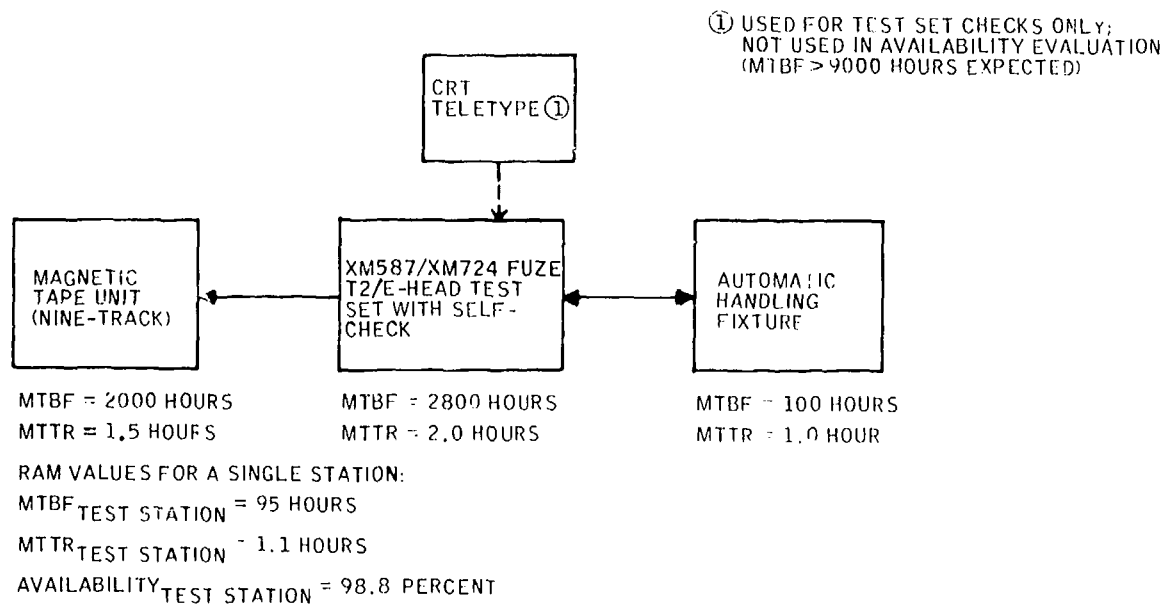 ① USED FOR TEST SET CHECKS ONLY;
NOT USED IN AVAILABILITY EVALUATION
(MTBF > 9000 HOURS EXPECTED)
CRT
TELETYPE ①
MAGNETIC
TAPE UNIT
(NINE-TRACK)
XM587/XM724 FUZE
T2/E-HEAD TEST
SET WITH SELF-
CHECK
AUTOMATIC
HANDLING
FIXTURE
MTBF = 2000 HOURS
MTTR = 1.5 HOURS
MTBF = 2800 HOURS
MTTR = 2.0 HOURS
MTBF = 100 HOURS
MTTR = 1.0 HOUR
RAM VALUES FOR A SINGLE STATION:
MTBF TEST STATION = 95 HOURS
MTTR TEST STATION = 1.1 HOURS
AVAILABILITY TEST STATION = 98.8 PERCENT